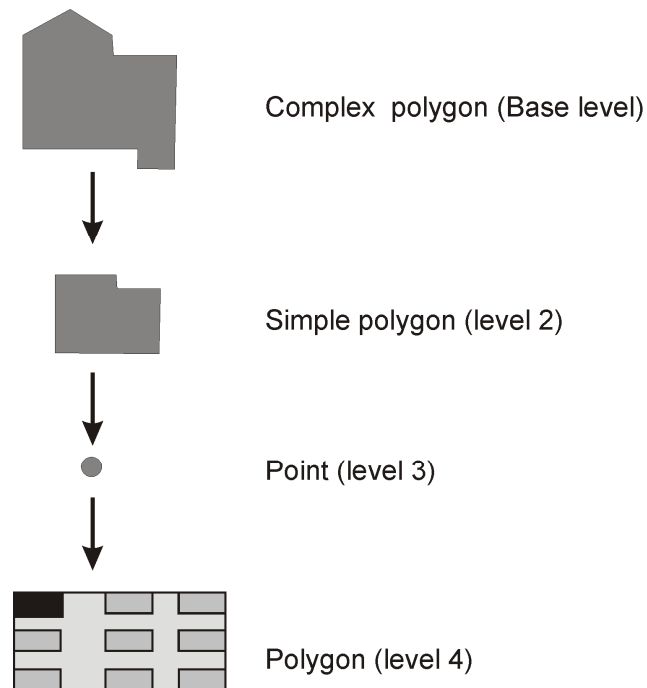 Complex polygon (Base level)
Simple polygon (level 2)
Point (level 3)
Polygon (level 4)